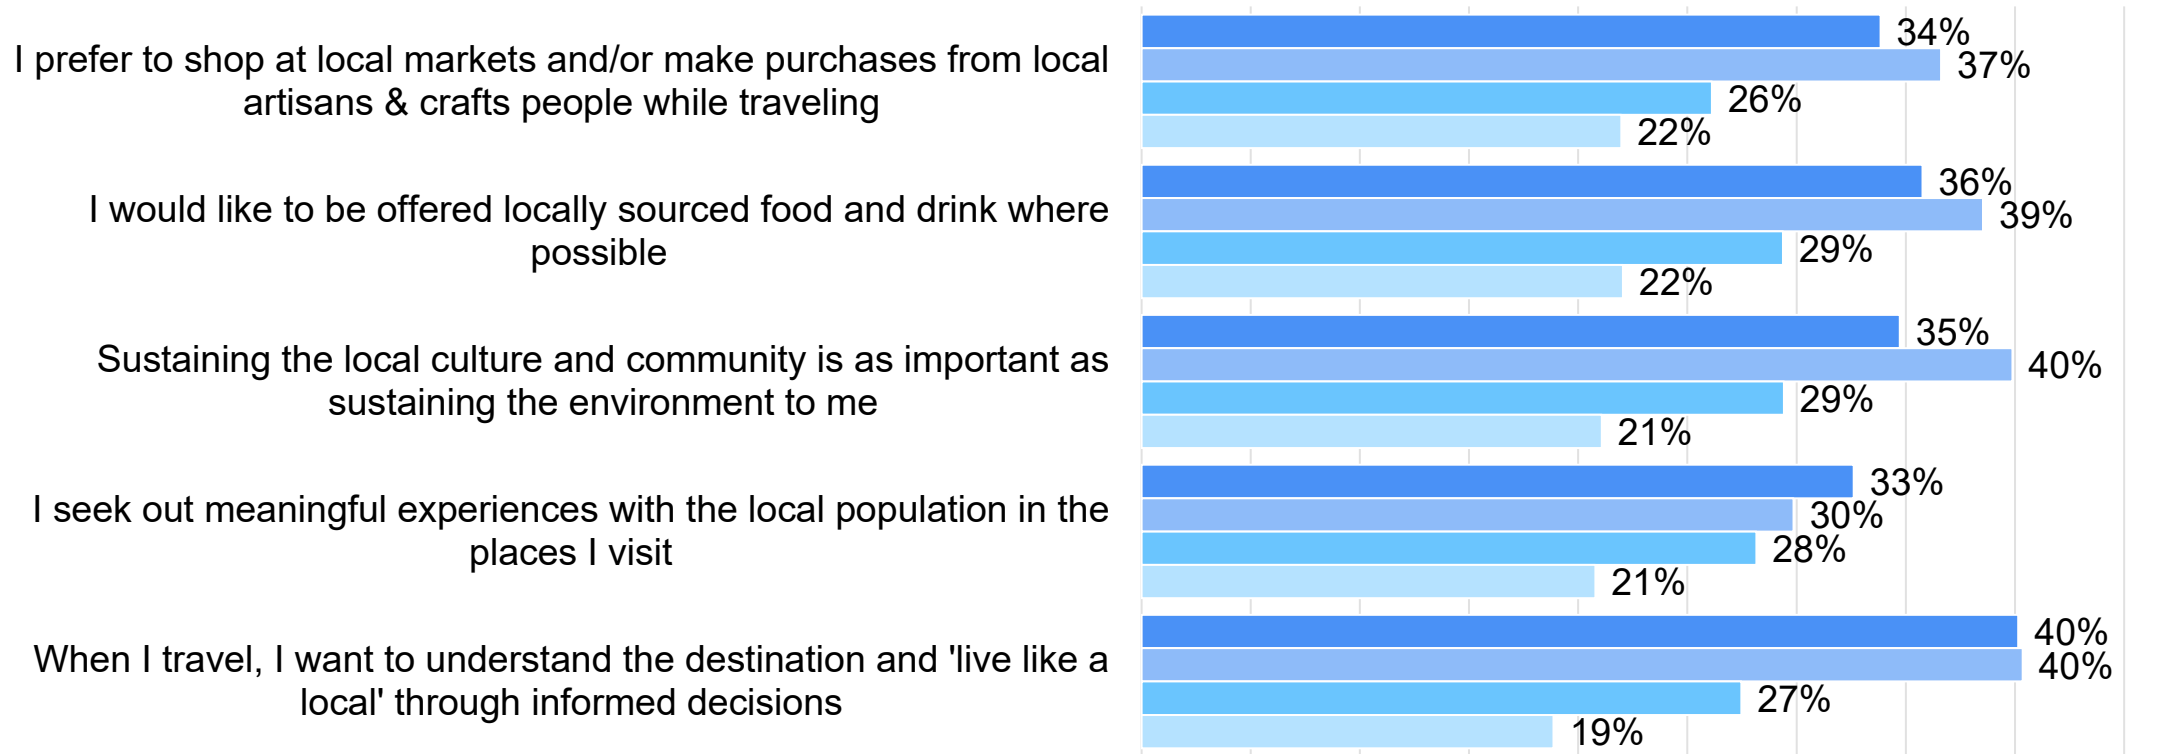 I prefer to shop at local markets and/or make purchases from local
artisans & crafts people while traveling
34%
37%
26%
22%
I would like to be offered locally sourced food and drink where
possible
36%
39%
29%
22%
Sustaining the local culture and community is as important as
sustaining the environment to me
35%
40%
29%
21%
I seek out meaningful experiences with the local population in the
places I visit
33%
30%
28%
21%
When I travel, I want to understand the destination and 'live like a
local' through informed decisions
40%
40%
27%
19%